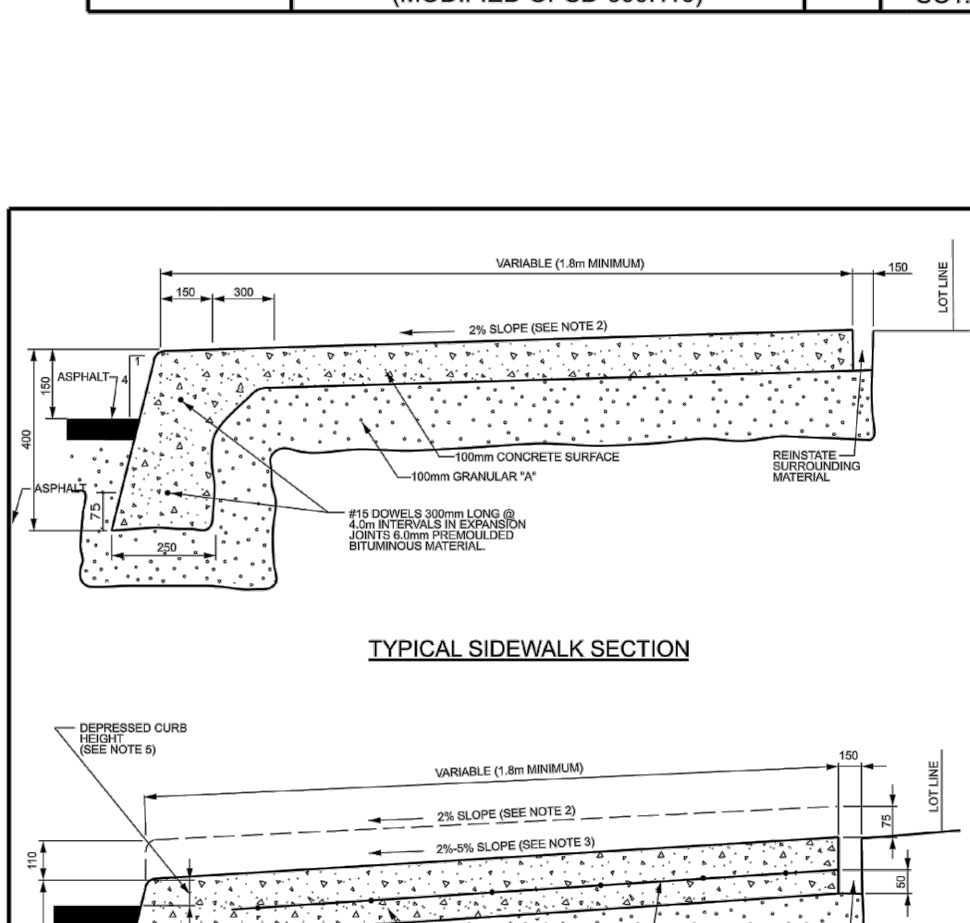 VARIABLE (1.8m MINIMUM)
150
LOT LINE
150
300
2% SLOPE (SEE NOTE 2)
1
4
ASPHALT
150
400
100mm CONCRETE SURFACE
100mm GRANULAR "A"
REINSTATE
SURROUNDING
MATERIAL
ASPHALT
75
#15 DOWELS 300mm LONG @
4.0m INTERVALS IN EXPANSION
JOINTS 6.0mm PREMOULDED
BITUMINOUS MATERIAL.
250
TYPICAL SIDEWALK SECTION
DEPRESSED CURB
HEIGHT
(SEE NOTE 5)
VARIABLE (1.8m MINIMUM)
150
LOT LINE
2% SLOPE (SEE NOTE 2)
75
2%-5% SLOPE (SEE NOTE 3)
110
50